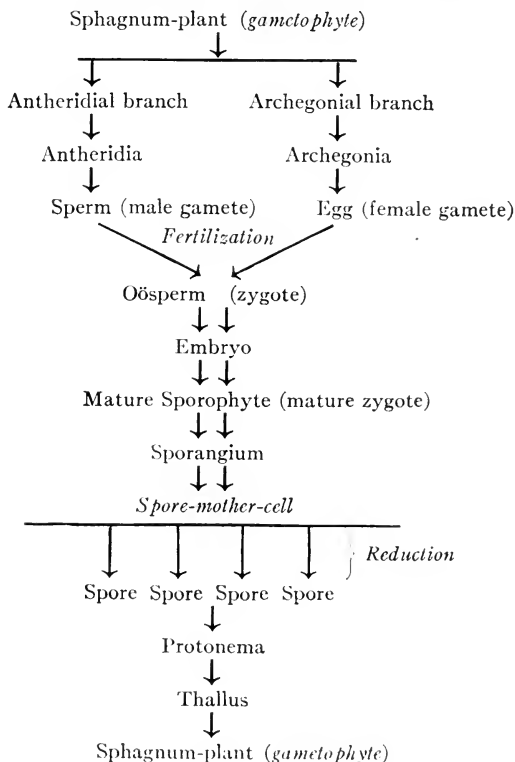 Sphagnum-plant (gametophyte)
Antheridial branch Archegonial branch
Antheridia Archegonia
Sperm (male gamete) Egg (female gamete)
Fertilization
Oösperm (zygote)
Embryo
Mature Sporophyte (mature zygote)
Sporangium
Spore-mother-cell
Reduction
Spore Spore Spore Spore
Protonema
Thallus
Sphagnum-plant (gametophyte)